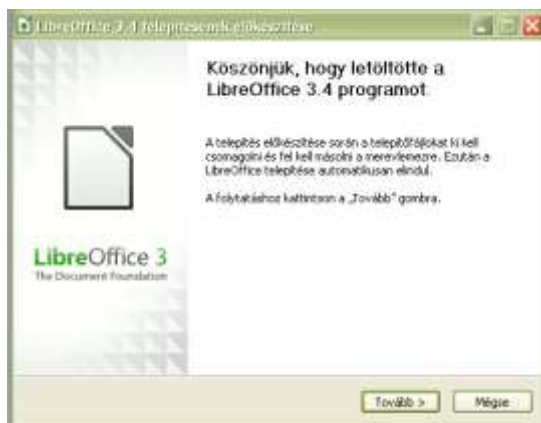 LibreOffice 3.4 telepítésének előkészítése
Köszönjük, hogy letöltötte a
LibreOffice 3.4 programot.
A telepítés előkészítése során a telepítőfájlokat ki kell
csomagolni és fel kell másolni a merevlemezre. Ezután a
LibreOffice telepítése automatikusan elindul.
A folytatáshoz kattintson a „Tovább” gombra.
LibreOffice 3
The Document Foundation
Tovább >
Mégse